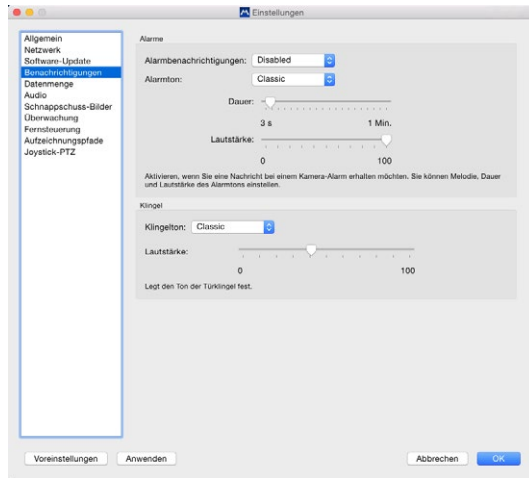 Einstellungen
Allgemein
Netzwerk
Software-Update
Benachrichtigungen
Datenmenge
Audio
Schnappschuss-Bilder
Überwachung
Fernsteuerung
Aufzeichnungspfade
Joystick-PTZ
Alarme
Alarmbenachrichtigungen: Disabled
Alarmton: Classic
Dauer:
3 s 1 Min.
Lautstärke:
0 100
Aktivieren, wenn Sie eine Nachricht bei einem Kamera-Alarm erhalten möchten. Sie können Melodie, Dauer
und Lautstärke des Alarmtons einstellen.
Klingel
Klingelton: Classic
Lautstärke:
0 100
Legt den Ton der Türklingel fest.
Voreinstellungen Anwenden Abbrechen OK